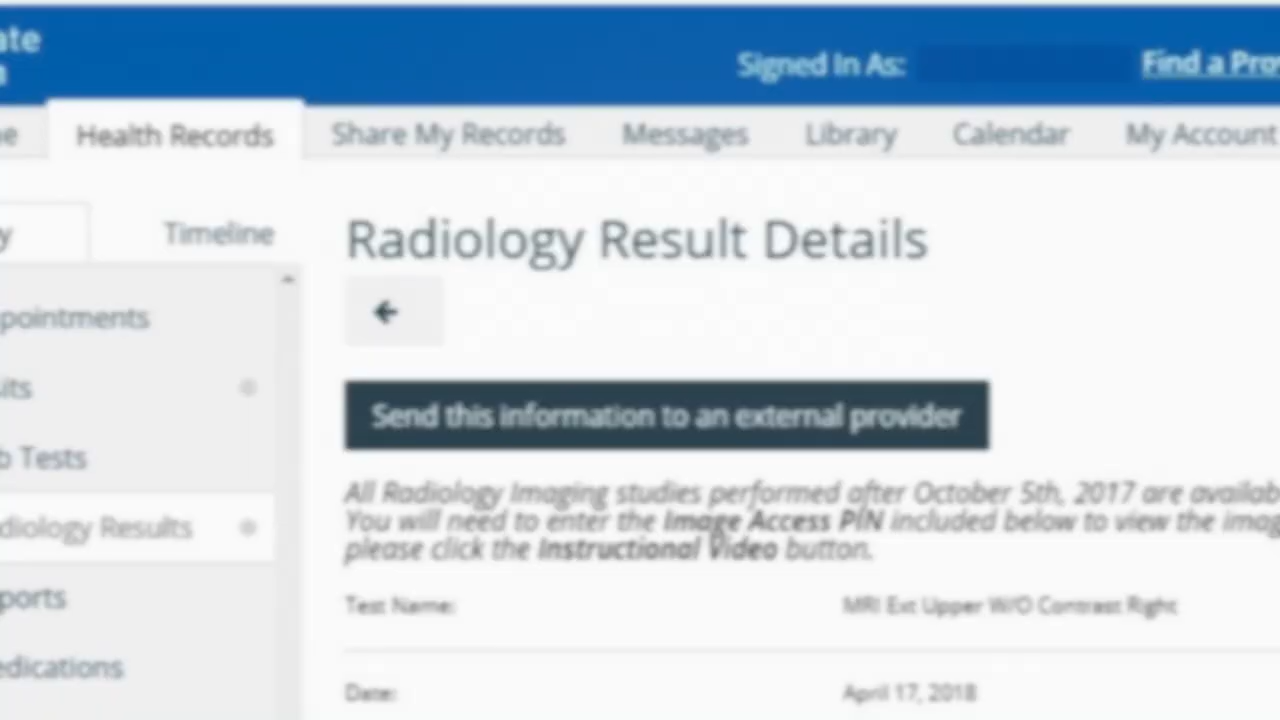 ate
Signed In As:
Find a Pro
Health Records
Share My Records
Messages
Library
Calendar
My Account
Timeline
pointments
its
Tests
diology Results
ports
edications
Radiology Result Details
Send this information to an external provider
All Radiology Imaging studies performed after October 5th, 2017 are availab
You will need to enter the Image Access PIN included below to view the imag
please click the Instructional Video button.
Test Name:
MRI Ext Upper W/O Contrast Right
Date:
April 17, 2018